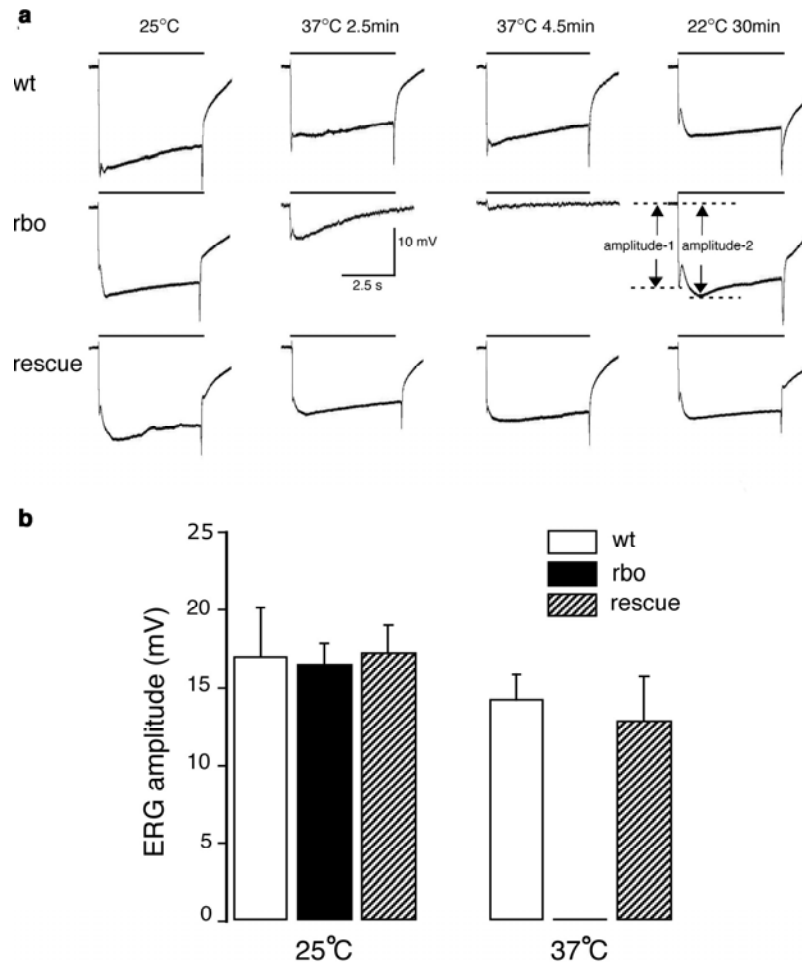 a
25°C 37°C 2.5min 37°C 4.5min 22°C 30min
wt
rbo
10 mV
2.5 s
amplitude-1 amplitude-2
rescue
b
ERG amplitude (mV)
25
20
15
10
5
0
wt
rbo
rescue
25°C 37°C